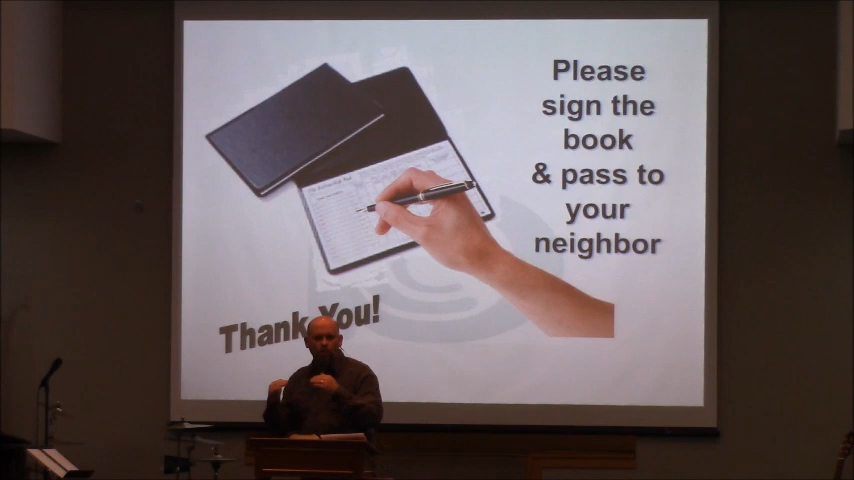 Please
sign the
book
& pass to
your
neighbor
Thank You!